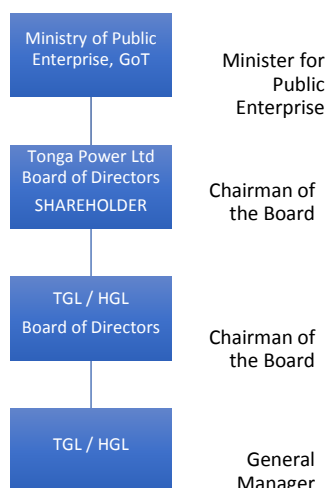 Ministry of Public
Enterprise, GoT
Minister for
Public
Enterprise
Tonga Power Ltd
Board of Directors
SHAREHOLDER
Chairman of
the Board
TGL / HGL
Board of Directors
Chairman of
the Board
TGL / HGL
General
Manager